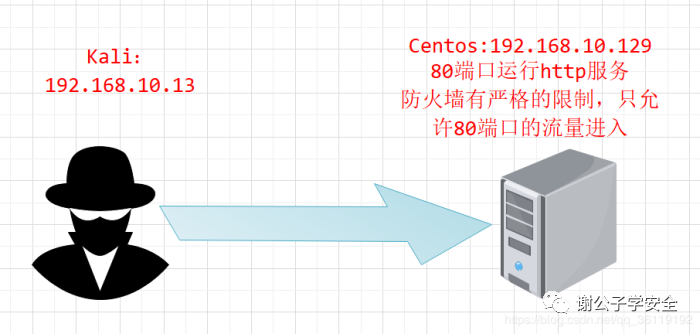 Kali:
192.168.10.13
Centos:192.168.10.129
80端口运行http服务
防火墙有严格的限制，只允
许80端口的流量进入
谢公子学安全
https://blog.csdn.net/qq_36119192